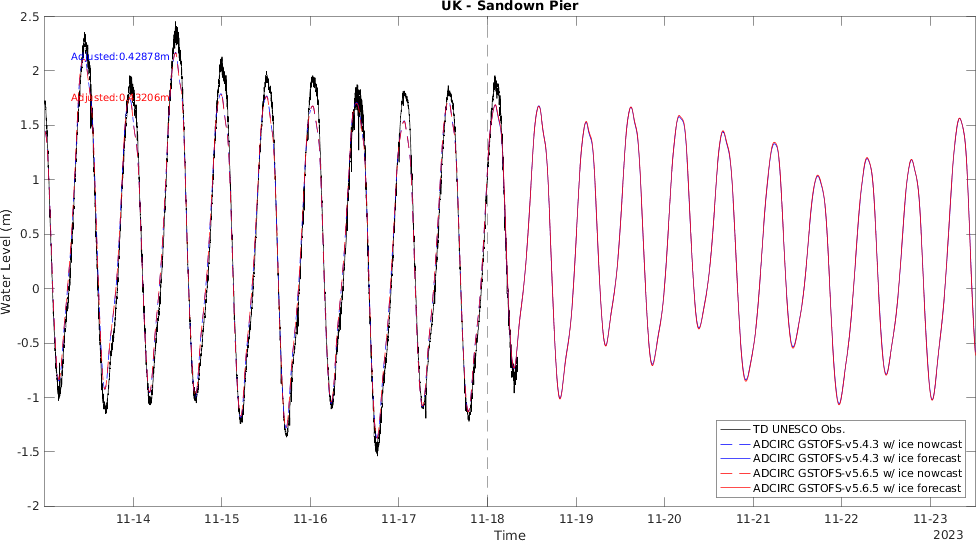 UK - Sandown Pier
2.5
2
1.5
1
0.5
0
-0.5
-1
-1.5
-2
Water Level (m)
Adjusted:0.42878m
Adjusted:0.43206m
TD UNESCO Obs.
ADCIRC GSTOFS-v5.4.3 w/ ice nowcast
ADCIRC GSTOFS-v5.4.3 w/ ice forecast
ADCIRC GSTOFS-v5.6.5 w/ ice nowcast
ADCIRC GSTOFS-v5.6.5 w/ ice forecast
11-14 11-15 11-16 11-17 11-18 11-19 11-20 11-21 11-22 11-23
Time
2023